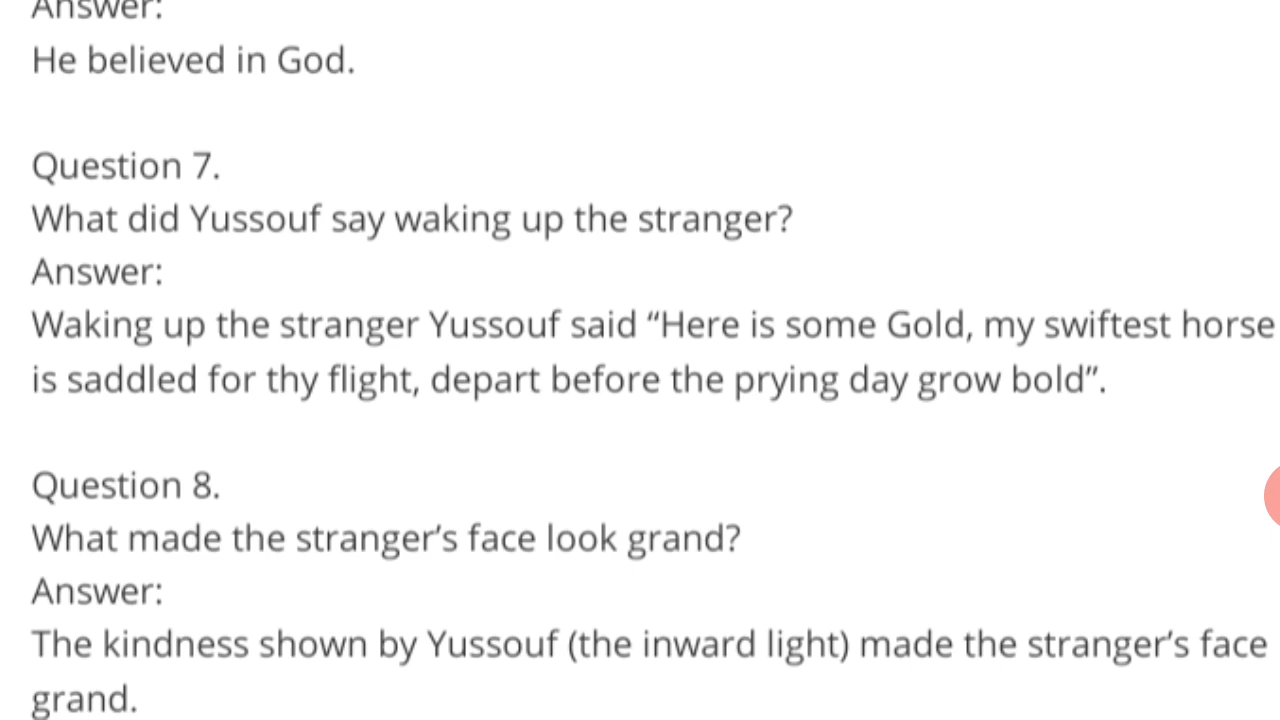 Answer:
He believed in God.
Question 7.
What did Yussouf say waking up the stranger?
Answer:
Waking up the stranger Yussouf said “Here is some Gold, my swiftest horse
is saddled for thy flight, depart before the prying day grow bold”.
Question 8.
What made the stranger’s face look grand?
Answer:
The kindness shown by Yussouf (the inward light) made the stranger’s face
grand.